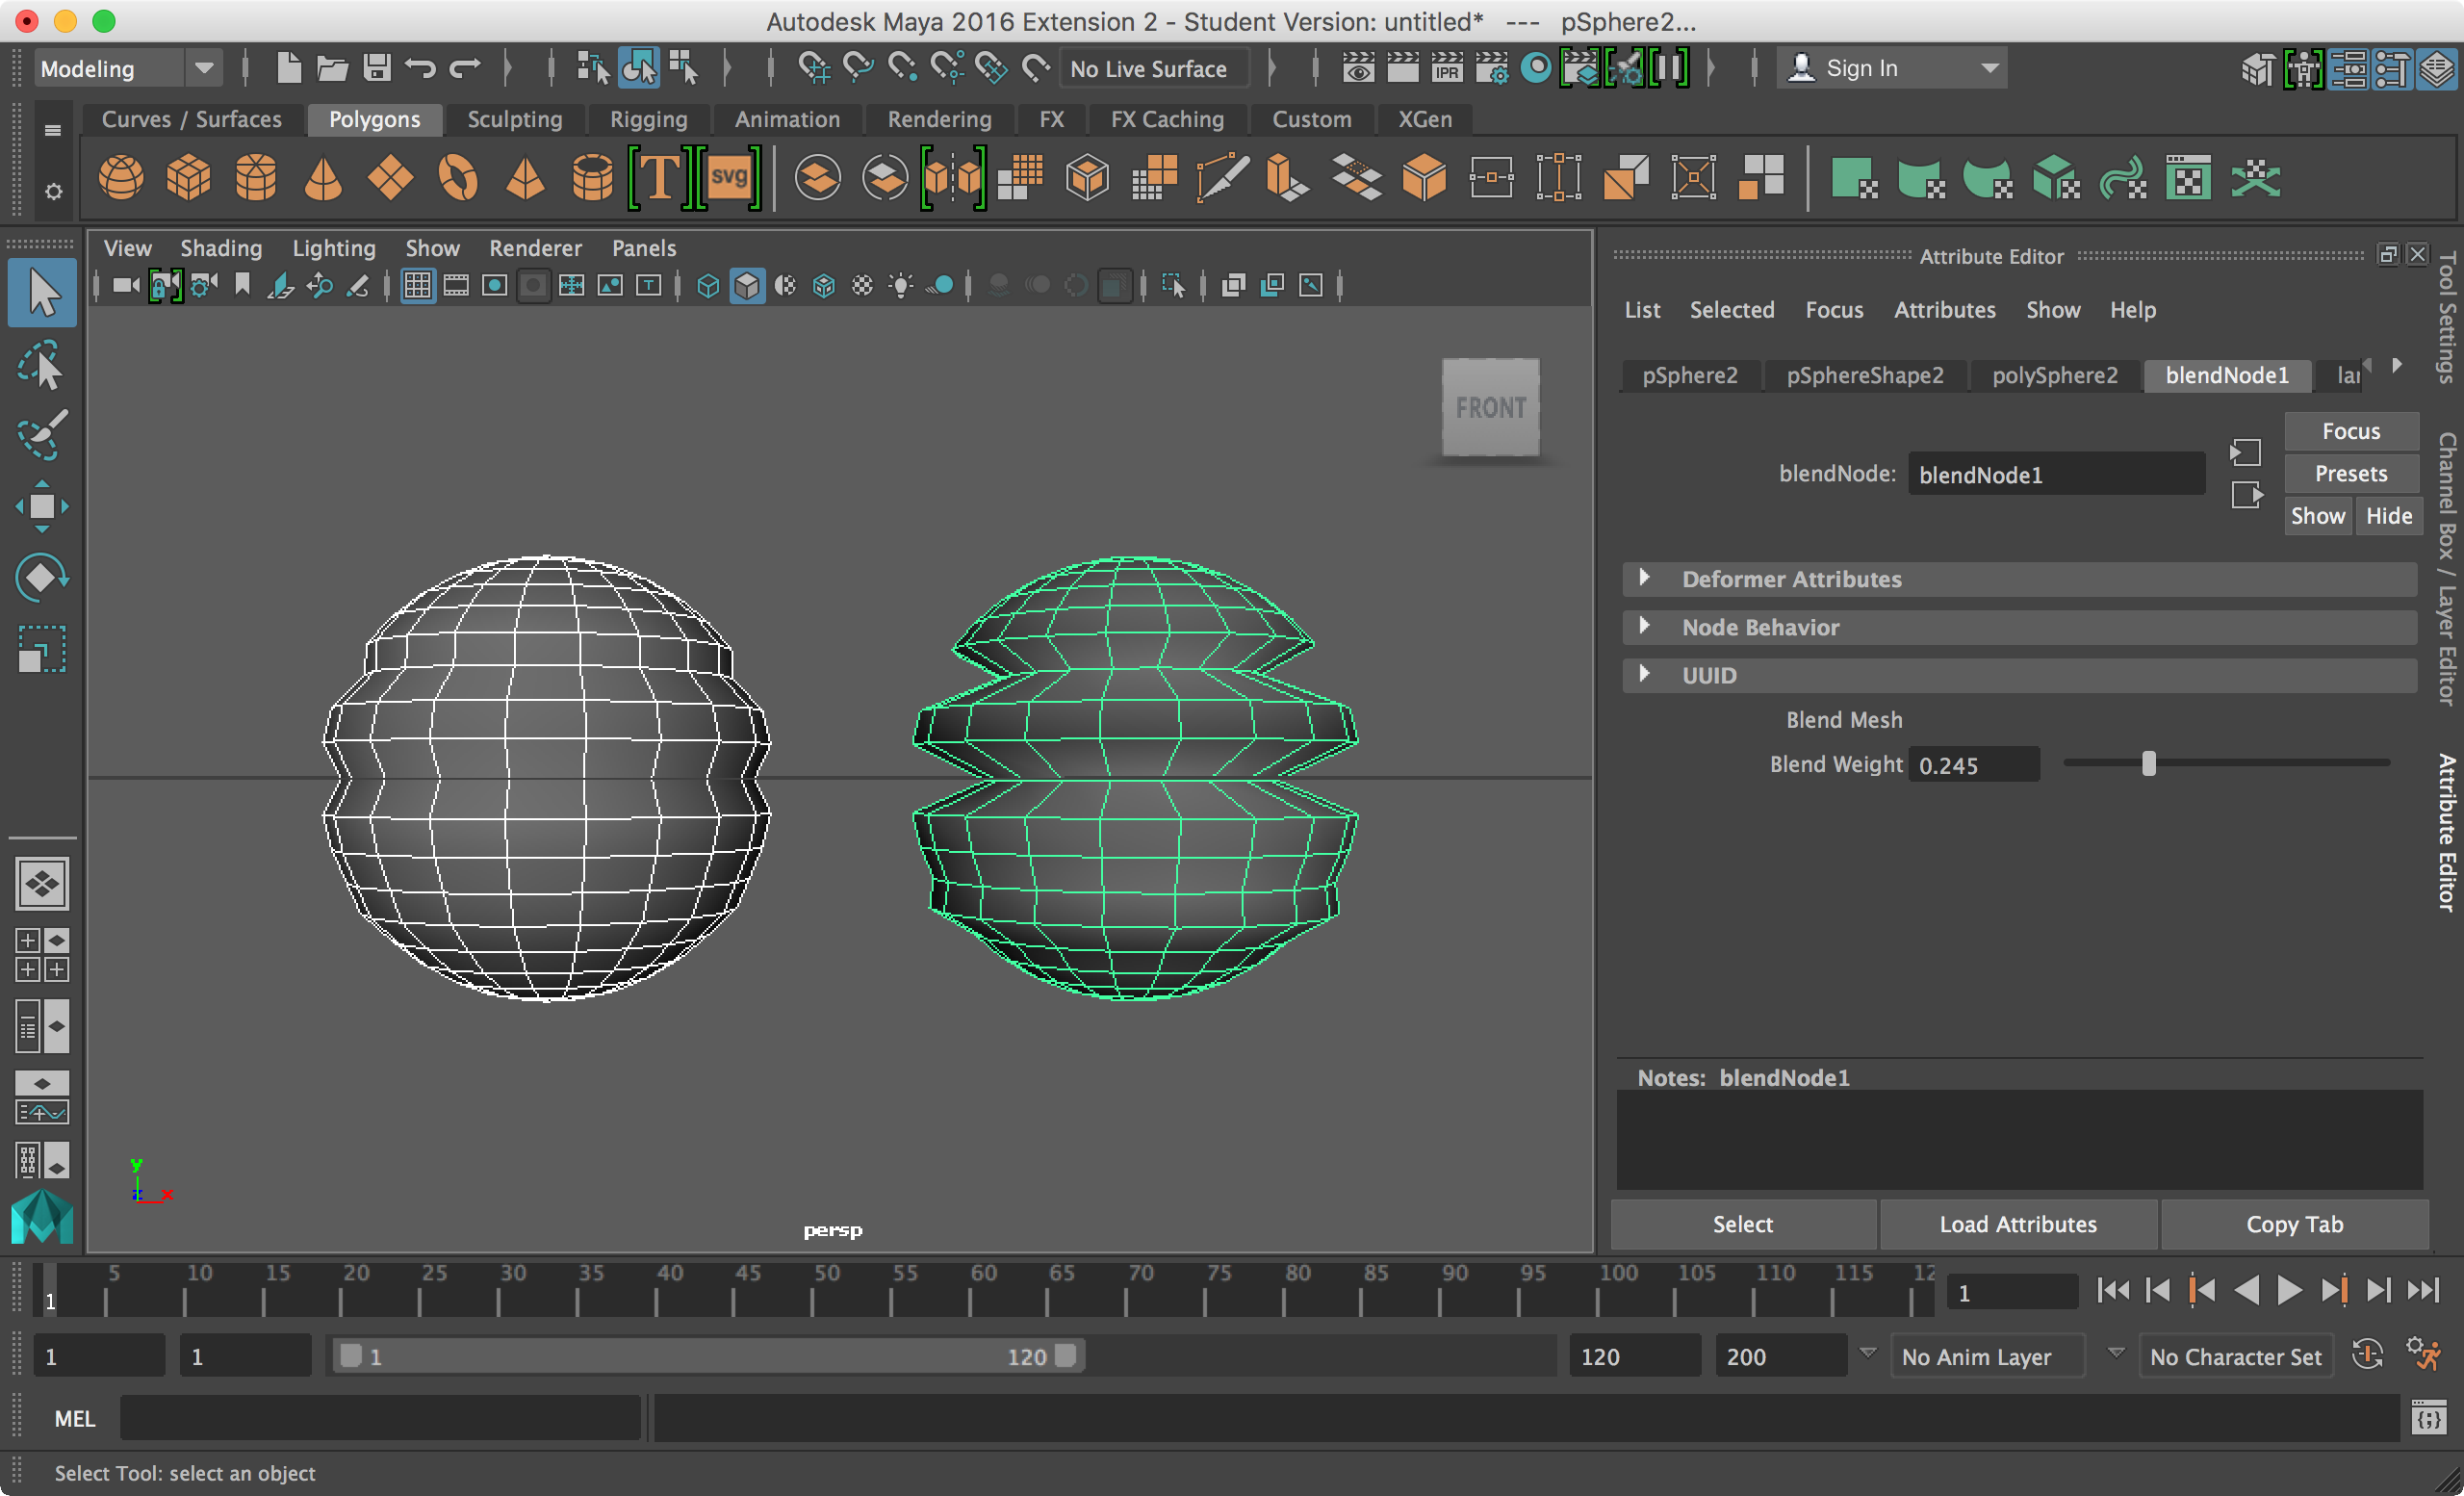 Autodesk Maya 2016 Extension 2 - Student Version: untitled* --- pSphere2...
Modeling
No Live Surface
IPR
Sign In
Curves / Surfaces Polygons Sculpting Rigging Animation Rendering FX FX Caching Custom XGen
T svg
View Shading Lighting Show Renderer Panels
Attribute Editor
List Selected Focus Attributes Show Help
pSphere2 pSphereShape2 polySphere2 blendNode1
FRONT
Focus
blendNode: blendNode1
Presets
Show Hide
Deformer Attributes
Node Behavior
UUID
Blend Mesh
Blend Weight 0.245
Tool Settings
Channel Box / Layer Editor
Attribute Editor
Notes: blendNode1
Select Load Attributes Copy Tab
y
z x
persp
5 10 15 20 25 30 35 40 45 50 55 60 65 70 75 80 85 90 95 100 105 110 115 12
1
1
1 1 1 120 120 200 No Anim Layer No Character Set
MEL
{;}
Select Tool: select an object